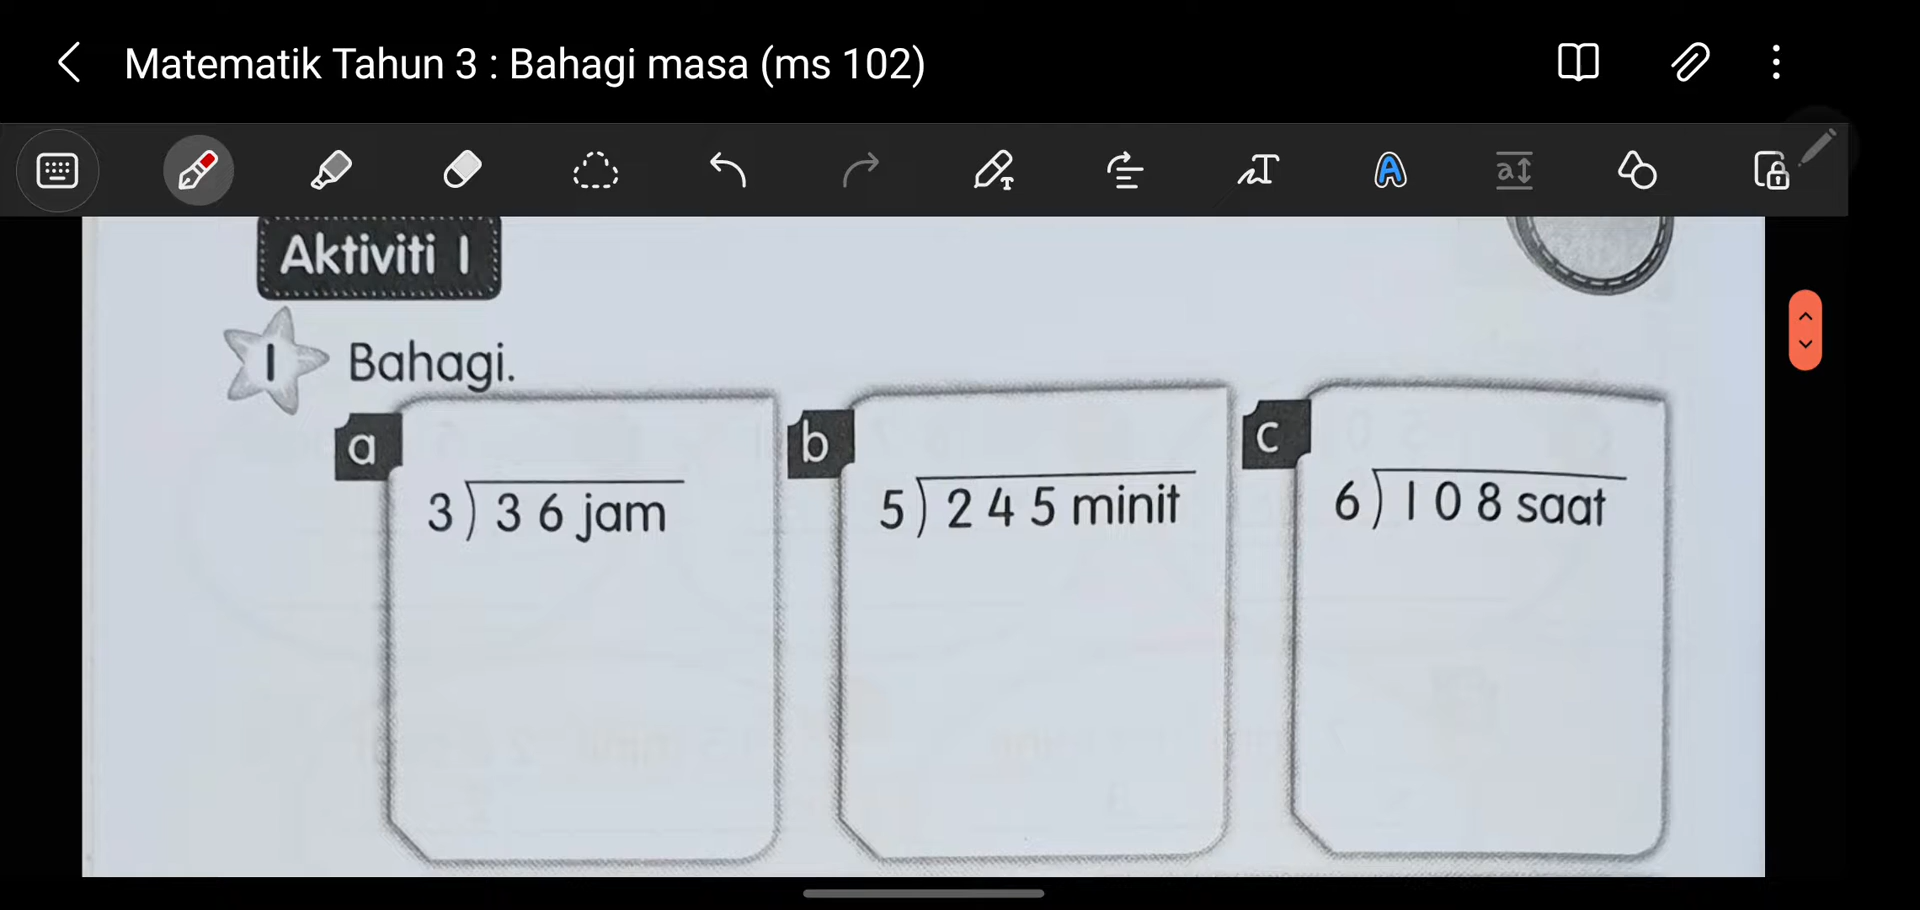 Matematik Tahun 3 : Bahagi masa (ms 102)
Aktiviti 1
1 Bahagi.
a
3) 3 6 jam
b
5) 2 4 5 minit
c
6) 1 0 8 saat